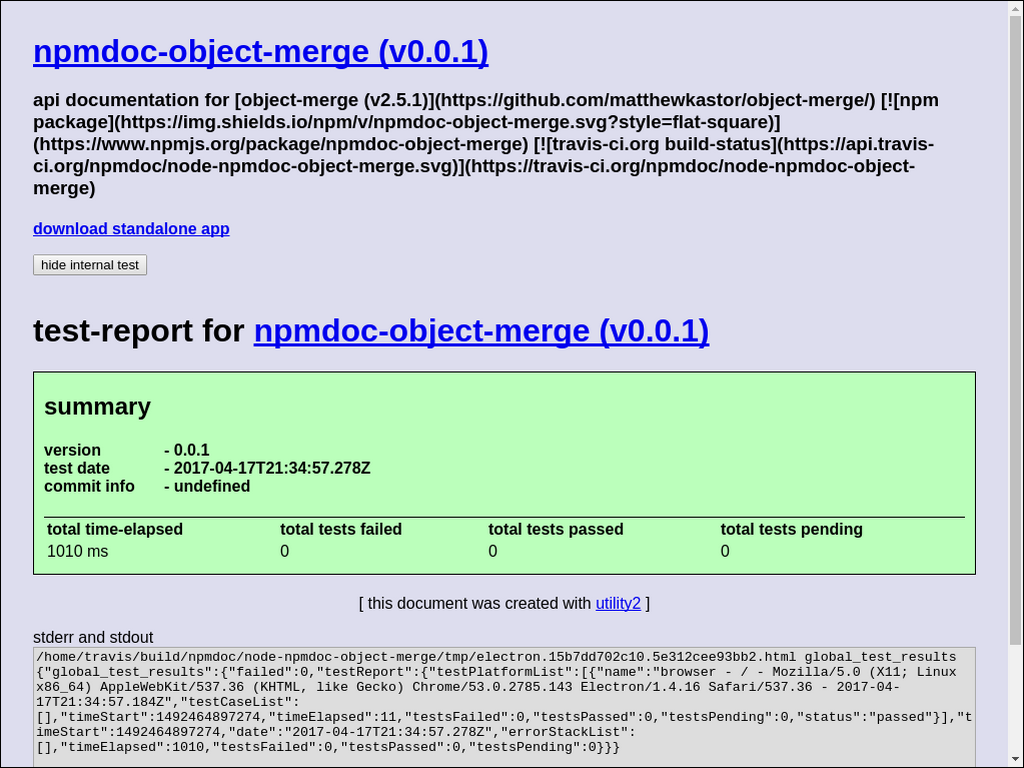 npmdoc-object-merge (v0.0.1)
api documentation for [object-merge (v2.5.1)](https://github.com/matthewkastor/object-merge/) [![npm
package](https://img.shields.io/npm/v/npmdoc-object-merge.svg?style=flat-square)]
(https://www.npmjs.org/package/npmdoc-object-merge) [![travis-ci.org build-status](https://api.travis-
ci.org/npmdoc/node-npmdoc-object-merge.svg)](https://travis-ci.org/npmdoc/node-npmdoc-object-
merge)
download standalone app
hide internal test
test-report for npmdoc-object-merge (v0.0.1)
summary
version - 0.0.1
test date - 2017-04-17T21:34:57.278Z
commit info - undefined
total time-elapsed total tests failed total tests passed total tests pending
1010 ms 0 0 0
[ this document was created with utility2 ]
stderr and stdout
/home/travis/build/npmdoc/node-npmdoc-object-merge/tmp/electron.15b7dd702c10.5e312cee93bb2.html global_test_results
{"global_test_results":{"failed":0,"testReport":{"testPlatformList":[{"name":"browser - / - Mozilla/5.0 (X11; Linux
x86_64) AppleWebKit/537.36 (KHTML, like Gecko) Chrome/53.0.2785.143 Electron/1.4.16 Safari/537.36 - 2017-04-
17T21:34:57.184Z","testCaseList":
[],"timeStart":1492464897274,"timeElapsed":11,"testsFailed":0,"testsPassed":0,"testsPending":0,"status":"passed"}],"t
imeStart":1492464897274,"date":"2017-04-17T21:34:57.278Z","errorStackList":
[],"timeElapsed":1010,"testsFailed":0,"testsPassed":0,"testsPending":0}}}